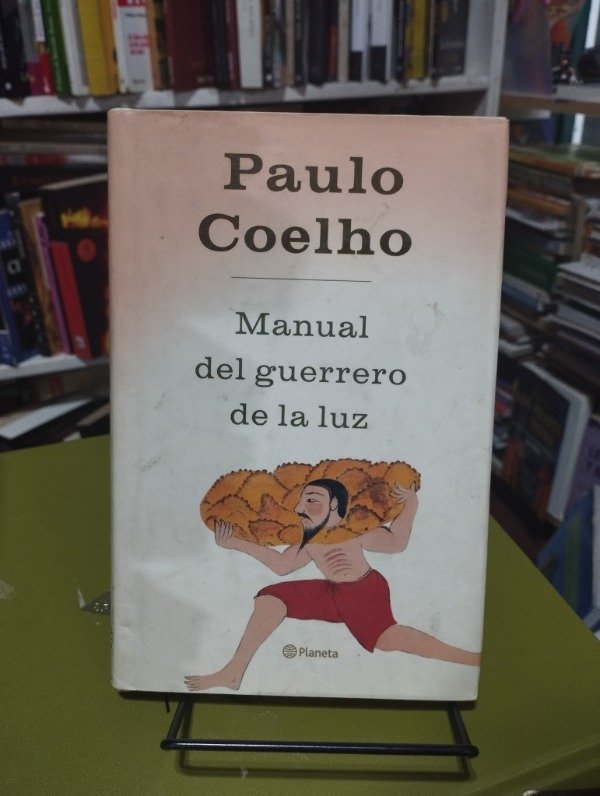 Paulo
Coelho
Manual
del guerrero
de la luz
Planeta